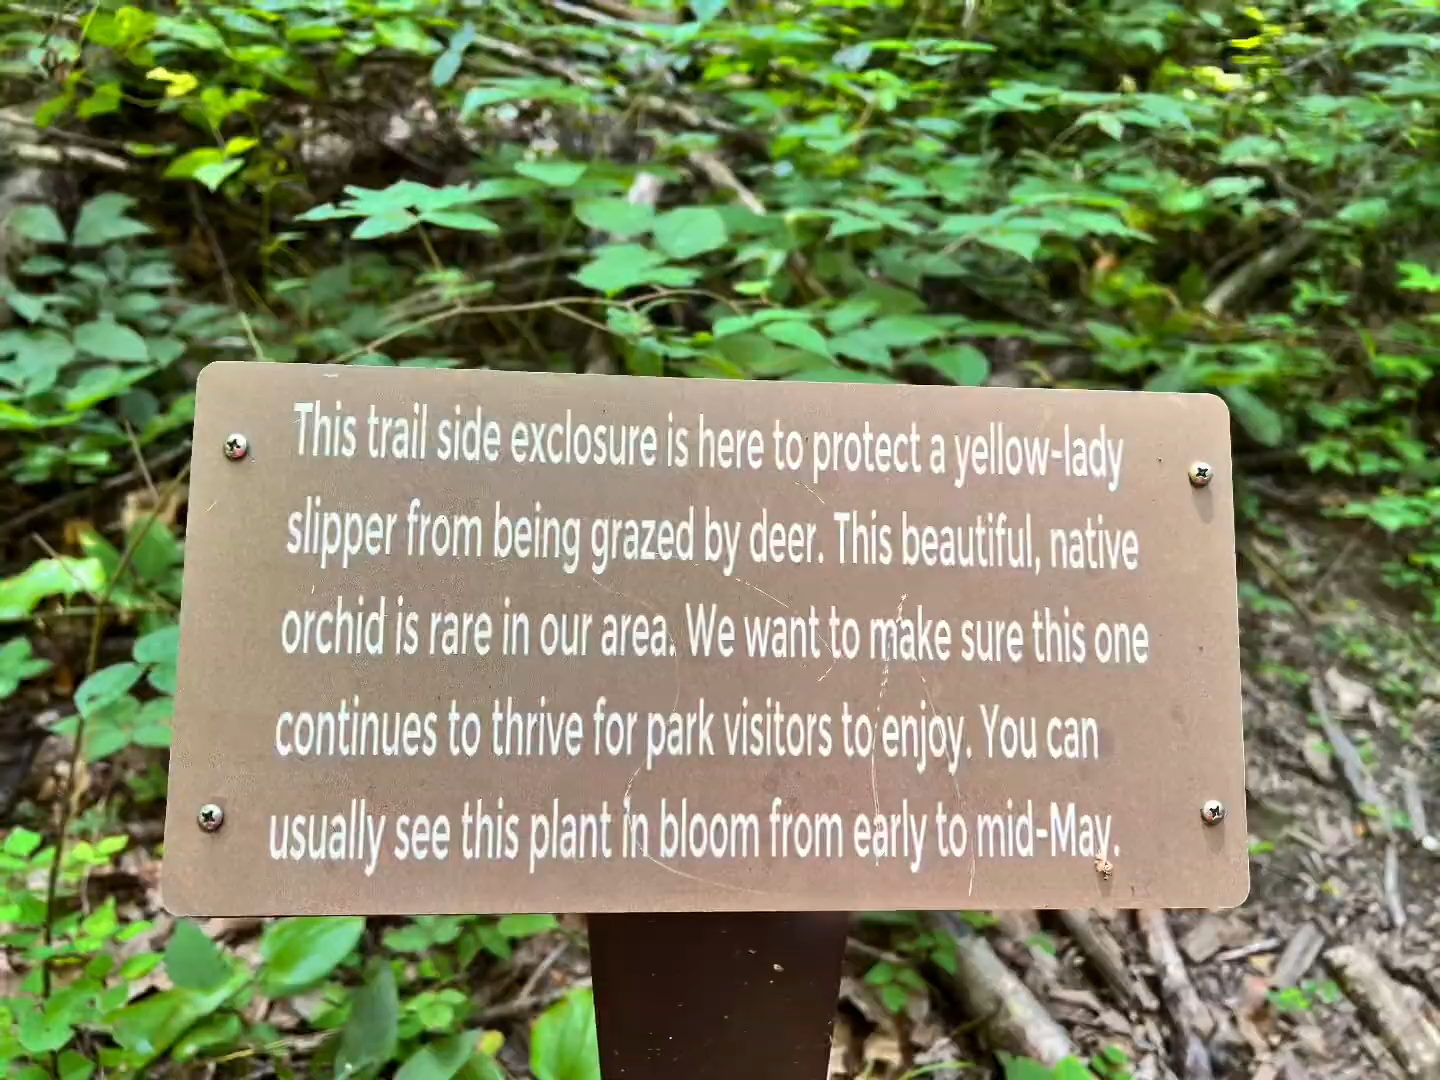 This trail side exclosure is here to protect a yellow-lady
slipper from being grazed by deer. This beautiful, native
orchid is rare in our area. We want to make sure this one
continues to thrive for park visitors to enjoy. You can
usually see this plant in bloom from early to mid-May.